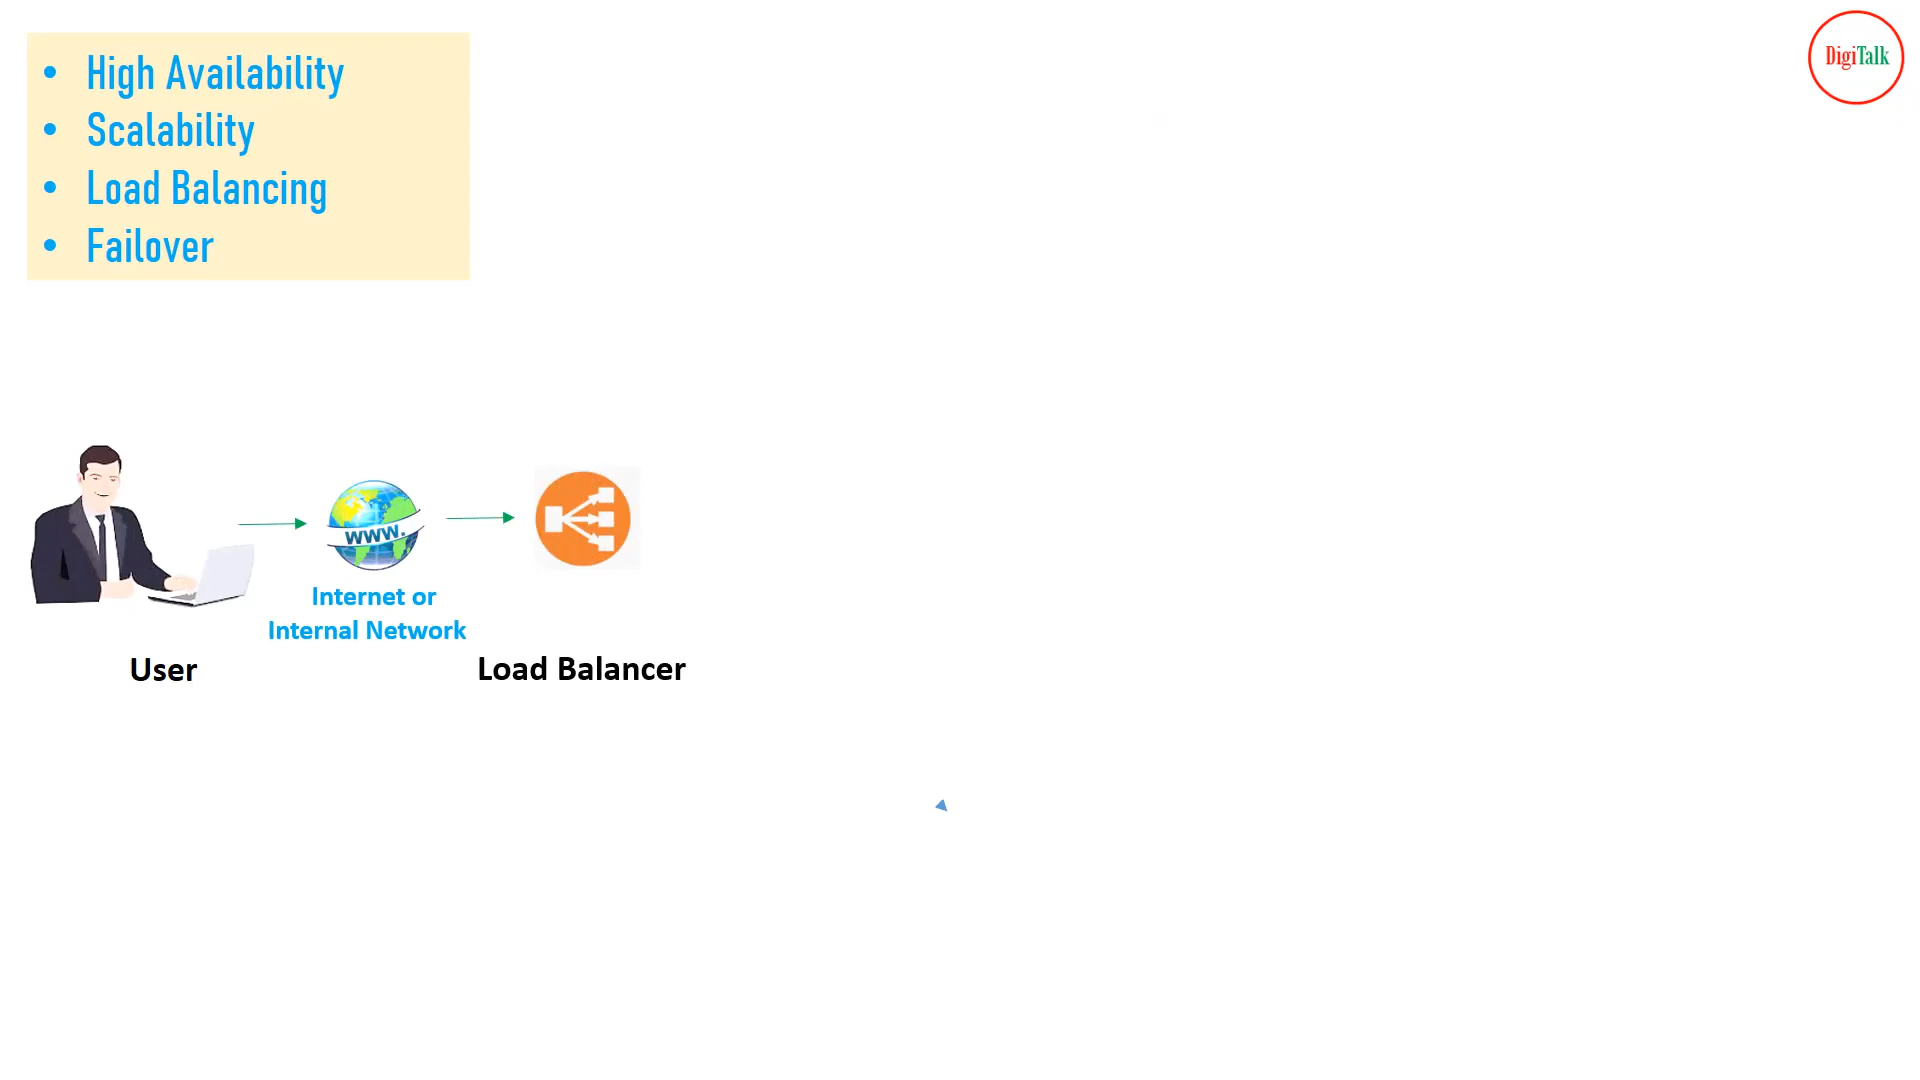 • High Availability
• Scalability
• Load Balancing
• Failover
DigiTalk
www.
Internet or
Internal Network
User
Load Balancer